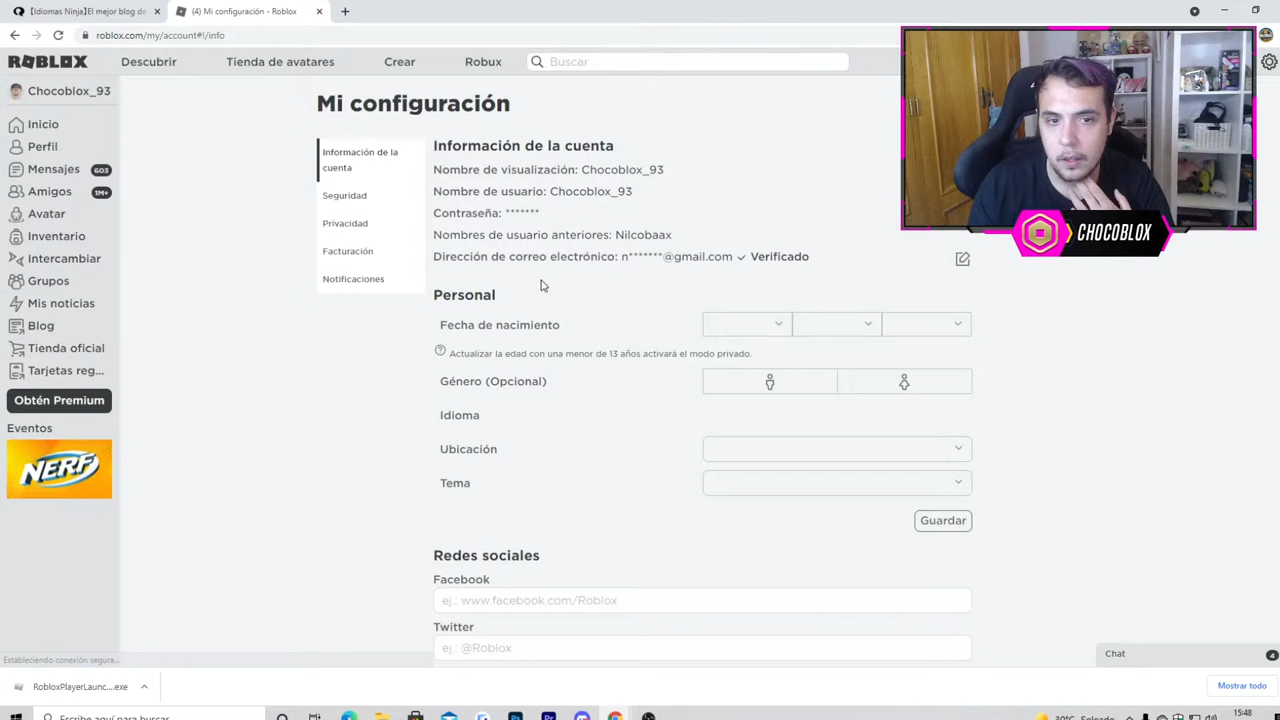 【Idiomas Ninja】El mejor blog de
(4) Mi configuración - Roblox
roblox.com/my/account#!/info
ROBLOX
Descubrir
Tienda de avatares
Crear
Robux
Buscar
Chocoblox_93
Inicio
Perfil
Mensajes 603
Amigos 1M+
Avatar
Inventario
Intercambiar
Grupos
Mis noticias
Blog
Tienda oficial
Tarjetas reg...
Obtén Premium
Eventos
NERF
Mi configuración
Información de la
cuenta
Seguridad
Privacidad
Facturación
Notificaciones
Información de la cuenta
Nombre de visualización: Chocoblox_93
Nombre de usuario: Chocoblox_93
Contraseña: *******
Nombres de usuario anteriores: Nilcobaax
Dirección de correo electrónico: n*******@gmail.com Verificado
Personal
Fecha de nacimiento
Actualizar la edad con una menor de 13 años activará el modo privado.
Género (Opcional)
Idioma
Ubicación
Tema
Guardar
Redes sociales
Facebook
ej.: www.facebook.com/Roblox
Twitter
ej.: @Roblox
CHOCOBLOX
Chat 4
Estableciendo conexión segura...
RobloxPlayerLaunc....exe
Mostrar todo
Escribe aquí para buscar
30°C Soleado
15:48